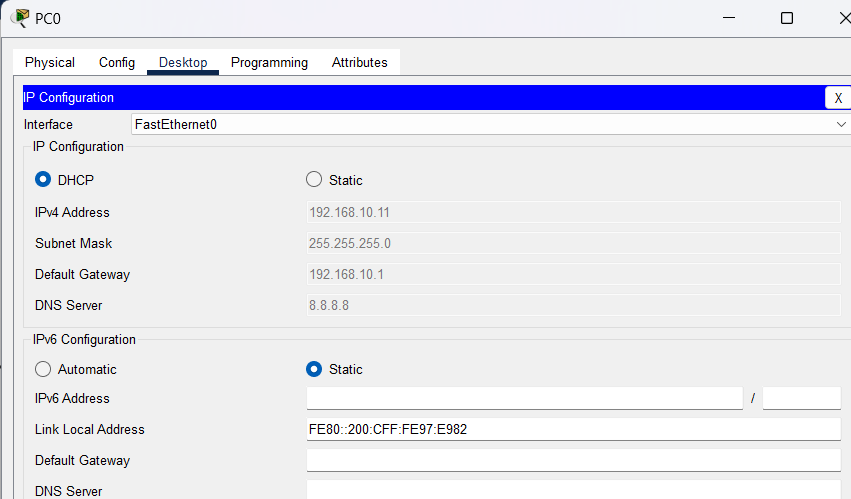 PC0
Physical Config Desktop Programming Attributes
IP Configuration X
Interface FastEthernet0
IP Configuration
DHCP Static
IPv4 Address 192.168.10.11
Subnet Mask 255.255.255.0
Default Gateway 192.168.10.1
DNS Server 8.8.8.8
IPv6 Configuration
Automatic Static
IPv6 Address /
Link Local Address FE80::200:CFF:FE97:E982
Default Gateway
DNS Server